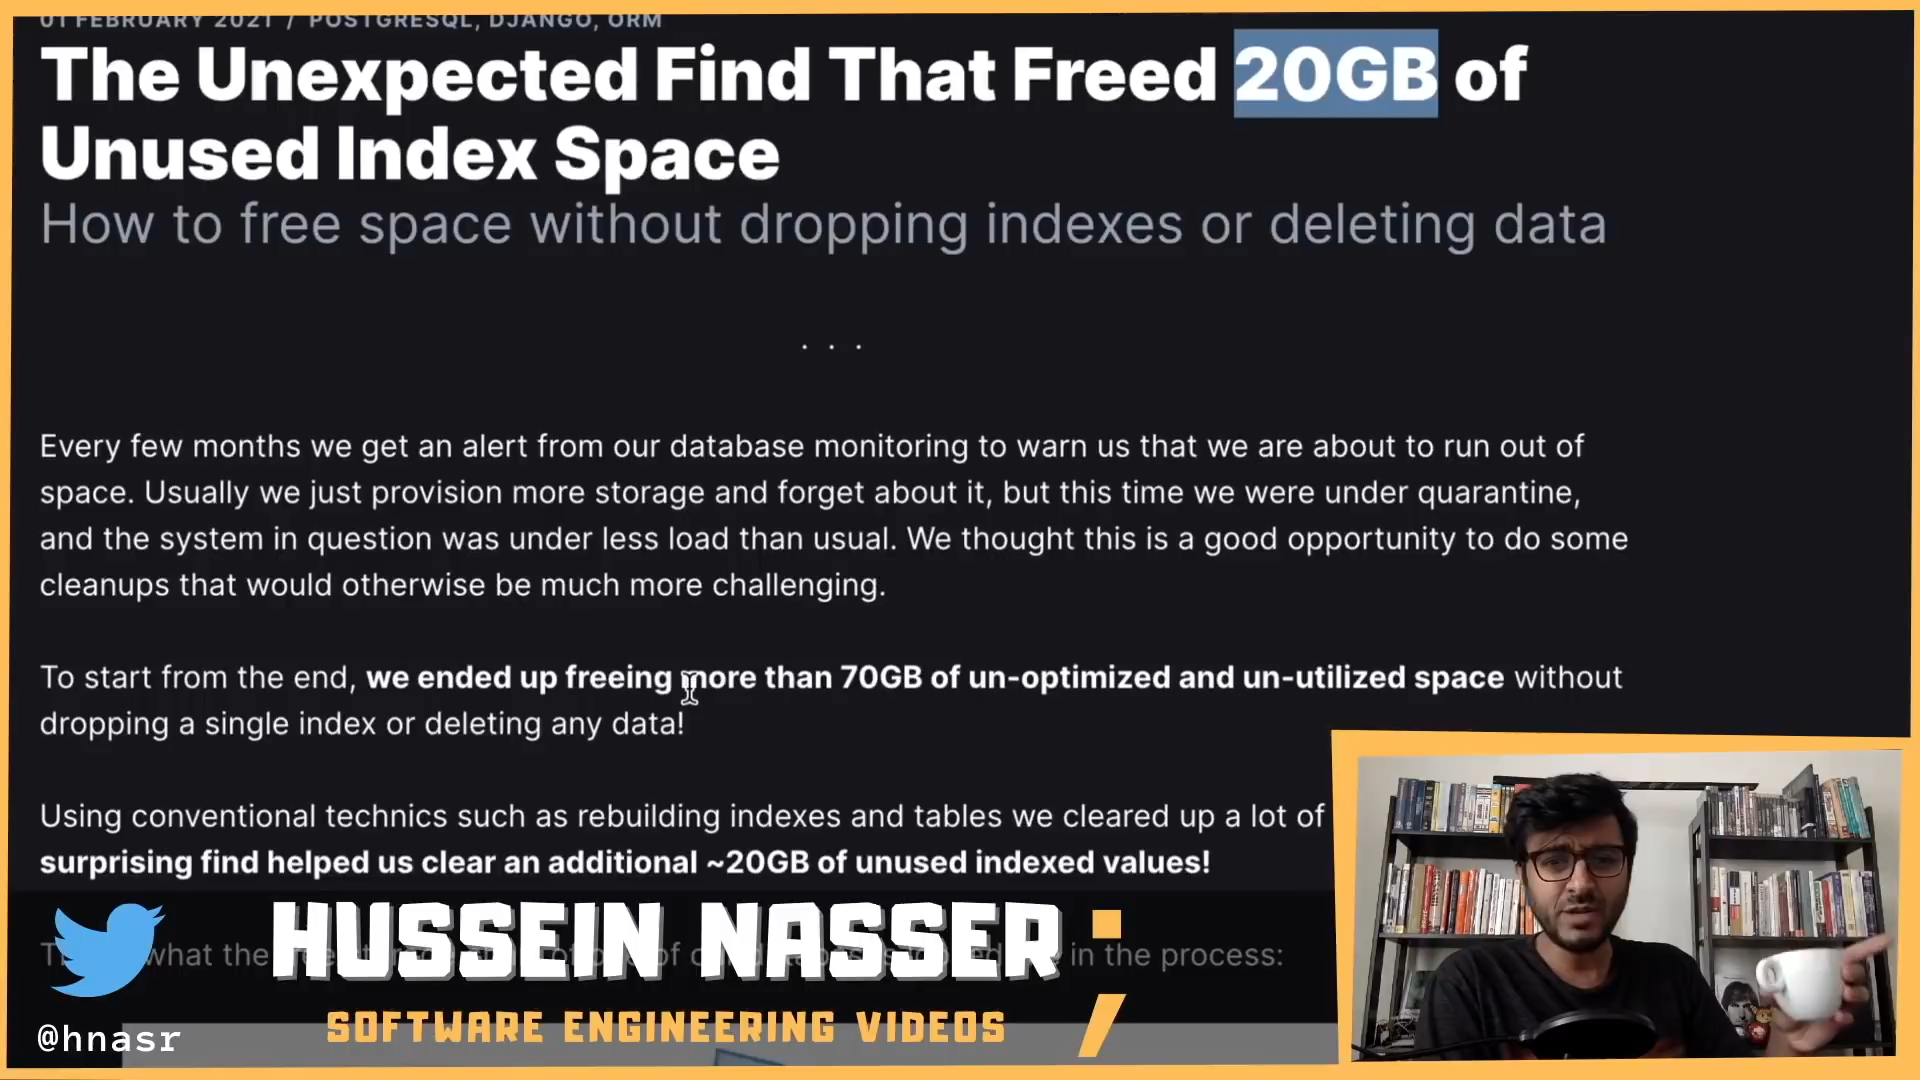 01 FEBRUARY 2021 / POSTGRESQL, DJANGO, ORM
The Unexpected Find That Freed 20GB of
Unused Index Space
How to free space without dropping indexes or deleting data
. . .
Every few months we get an alert from our database monitoring to warn us that we are about to run out of
space. Usually we just provision more storage and forget about it, but this time we were under quarantine,
and the system in question was under less load than usual. We thought this is a good opportunity to do some
cleanups that would otherwise be much more challenging.
To start from the end, we ended up freeing more than 70GB of un-optimized and un-utilized space without
dropping a single index or deleting any data!
Using conventional technics such as rebuilding indexes and tables we cleared up a lot of
surprising find helped us clear an additional ~20GB of unused indexed values!
what the of in the process:
HUSSEIN NASSER;
@hnasr
SOFTWARE ENGINEERING VIDEOS